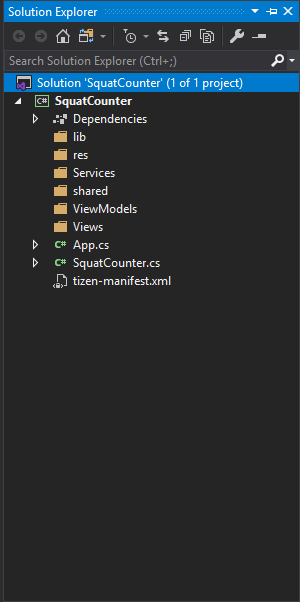 Solution Explorer
Search Solution Explorer (Ctrl+;)
Solution 'SquatCounter' (1 of 1 project)
C# SquatCounter
Dependencies
lib
res
Services
shared
ViewModels
Views
C# App.cs
C# SquatCounter.cs
tizen-manifest.xml